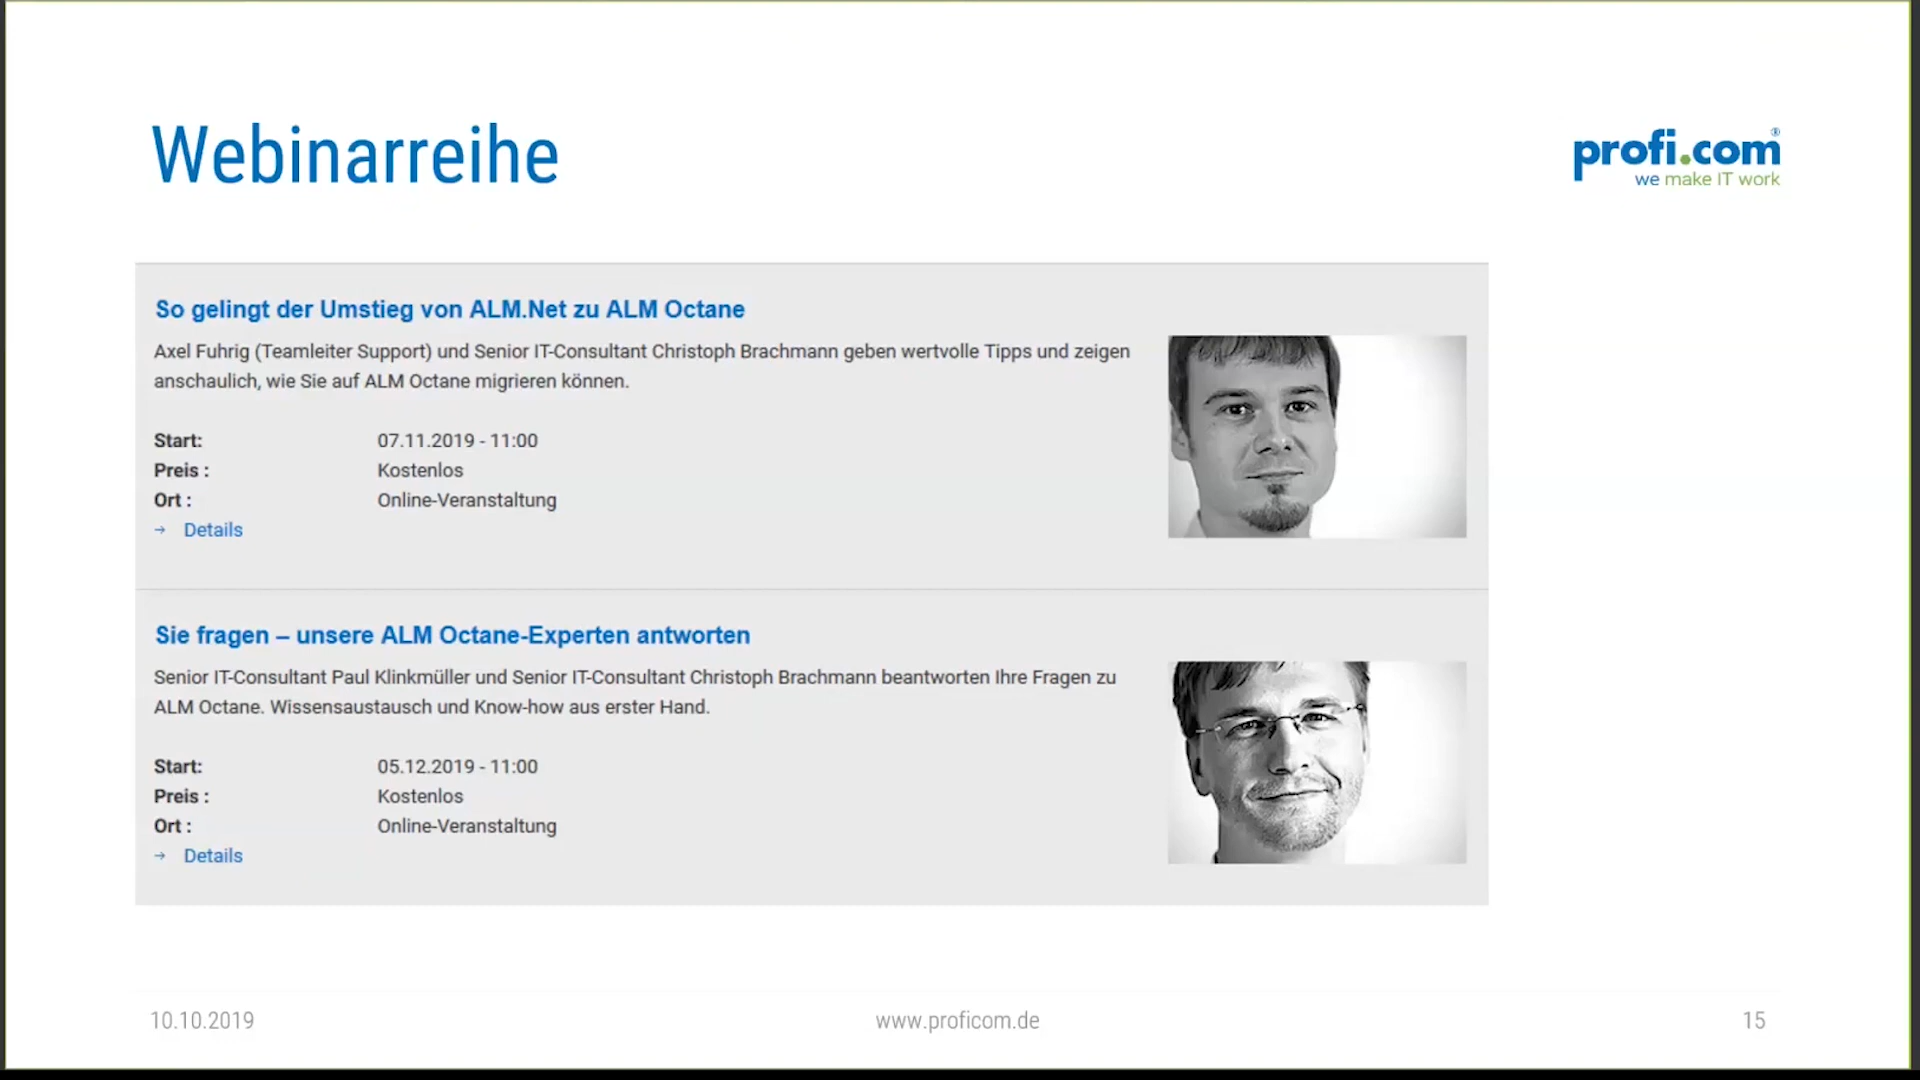 Webinarreihe
profi.com®
we make IT work
So gelingt der Umstieg von ALM.Net zu ALM Octane
Axel Fuhrig (Teamleiter Support) und Senior IT-Consultant Christoph Brachmann geben wertvolle Tipps und zeigen
anschaulich, wie Sie auf ALM Octane migrieren können.
Start: 07.11.2019 - 11:00
Preis : Kostenlos
Ort : Online-Veranstaltung
→ Details
Sie fragen – unsere ALM Octane-Experten antworten
Senior IT-Consultant Paul Klinkmüller und Senior IT-Consultant Christoph Brachmann beantworten Ihre Fragen zu
ALM Octane. Wissensaustausch und Know-how aus erster Hand.
Start: 05.12.2019 - 11:00
Preis : Kostenlos
Ort : Online-Veranstaltung
→ Details
10.10.2019 www.proficom.de 15